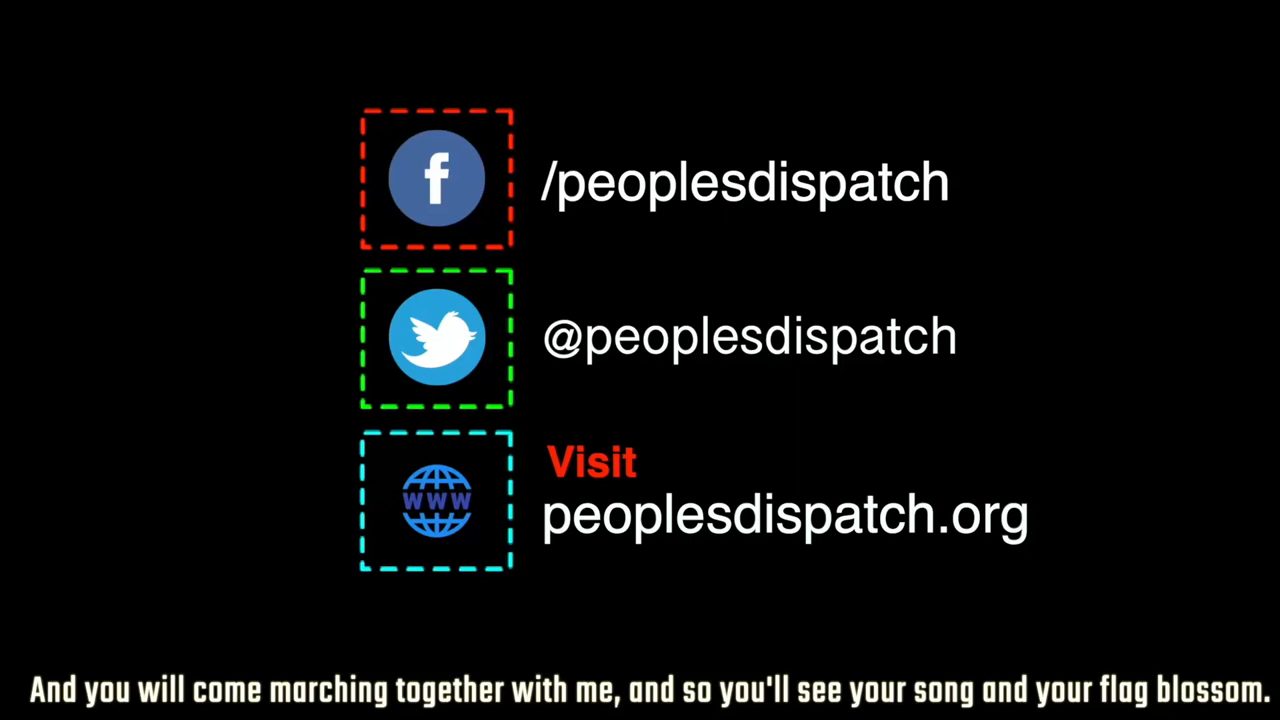 f
/peoplesdispatch
@peoplesdispatch
Visit
WWW
peoplesdispatch.org
And you will come marching together with me, and so you'll see your song and your flag blossom.